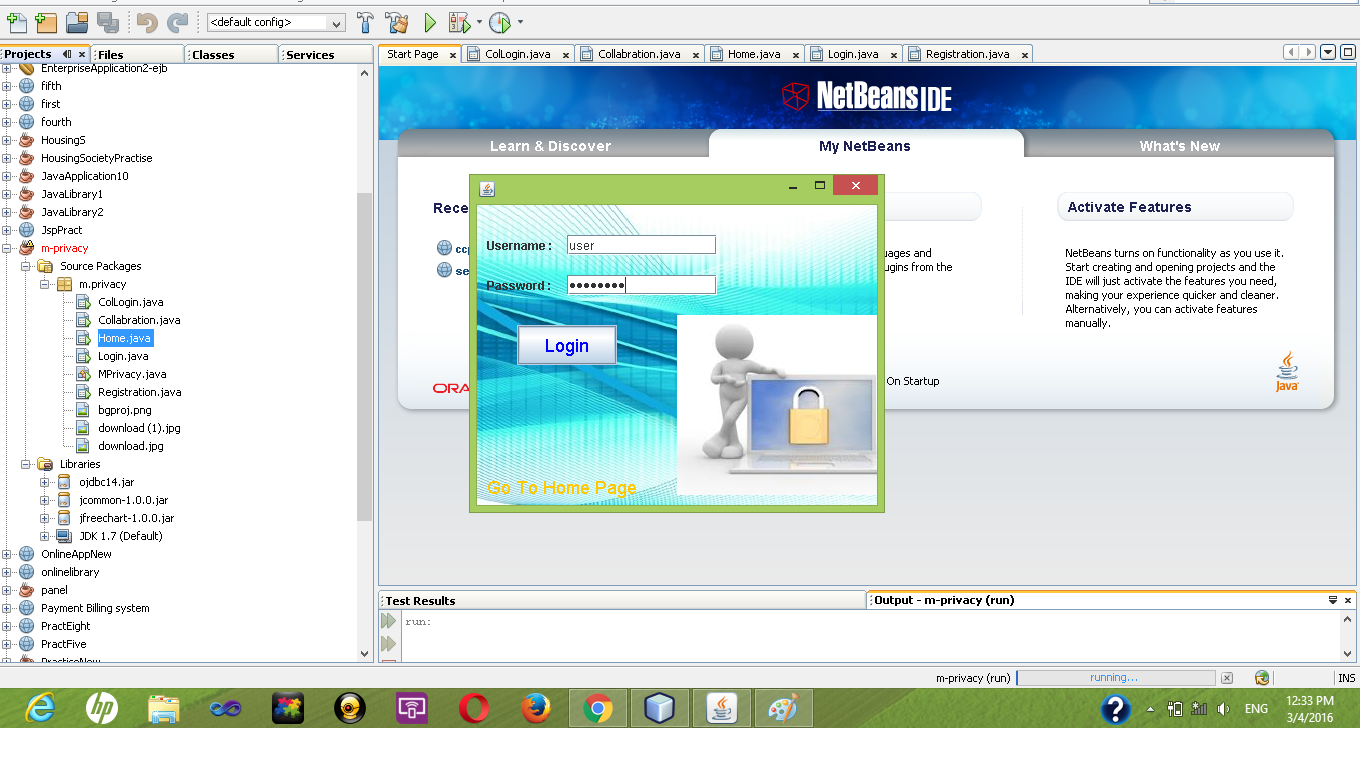 <default config>
Projects
Files
Classes
Services
EnterpriseApplication2-ejb
fifth
first
fourth
HousingS
HousingSocietyPractise
JavaApplication10
JavaLibrary1
JavaLibrary2
JspPract
m-privacy
Source Packages
m.privacy
ColLogin.java
Collabration.java
Home.java
Login.java
MPrivacy.java
Registration.java
bgproj.png
download (1).jpg
download.jpg
Libraries
ojdbc14.jar
jcommon-1.0.0.jar
jfreechart-1.0.0.jar
JDK 1.7 (Default)
OnlineAppNew
onlinelibrary
panel
Payment Billing system
PractEight
PractFive
PractiseNow
Start Page
ColLogin.java
Collabration.java
Home.java
Login.java
Registration.java
NetBeans IDE
Learn & Discover
My NetBeans
What's New
Rece
cc
se
ORA
uages and
ugins from the
On Startup
Activate Features
NetBeans turns on functionality as you use it.
Start creating and opening projects and the
IDE will just activate the features you need,
making your experience quicker and cleaner.
Alternatively, you can activate features
manually.
Java
Username :
user
Password :
••••••••
Login
Go To Home Page
Test Results
Output - m-privacy (run)
run:
m-privacy (run)
running...
INS
ENG
12:33 PM
3/4/2016